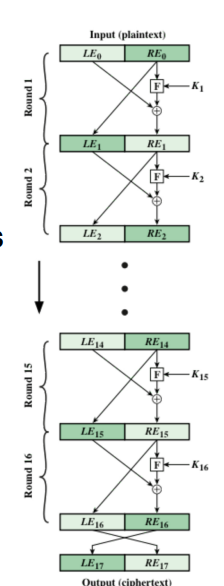 Input (plaintext)
LE0 RE0
Round 1
F K1
LE1 RE1
Round 2
F K2
LE2 RE2
s
LE14 RE14
Round 15
F K15
LE15 RE15
Round 16
F K16
LE16 RE16
LE17 RE17
Output (ciphertext)